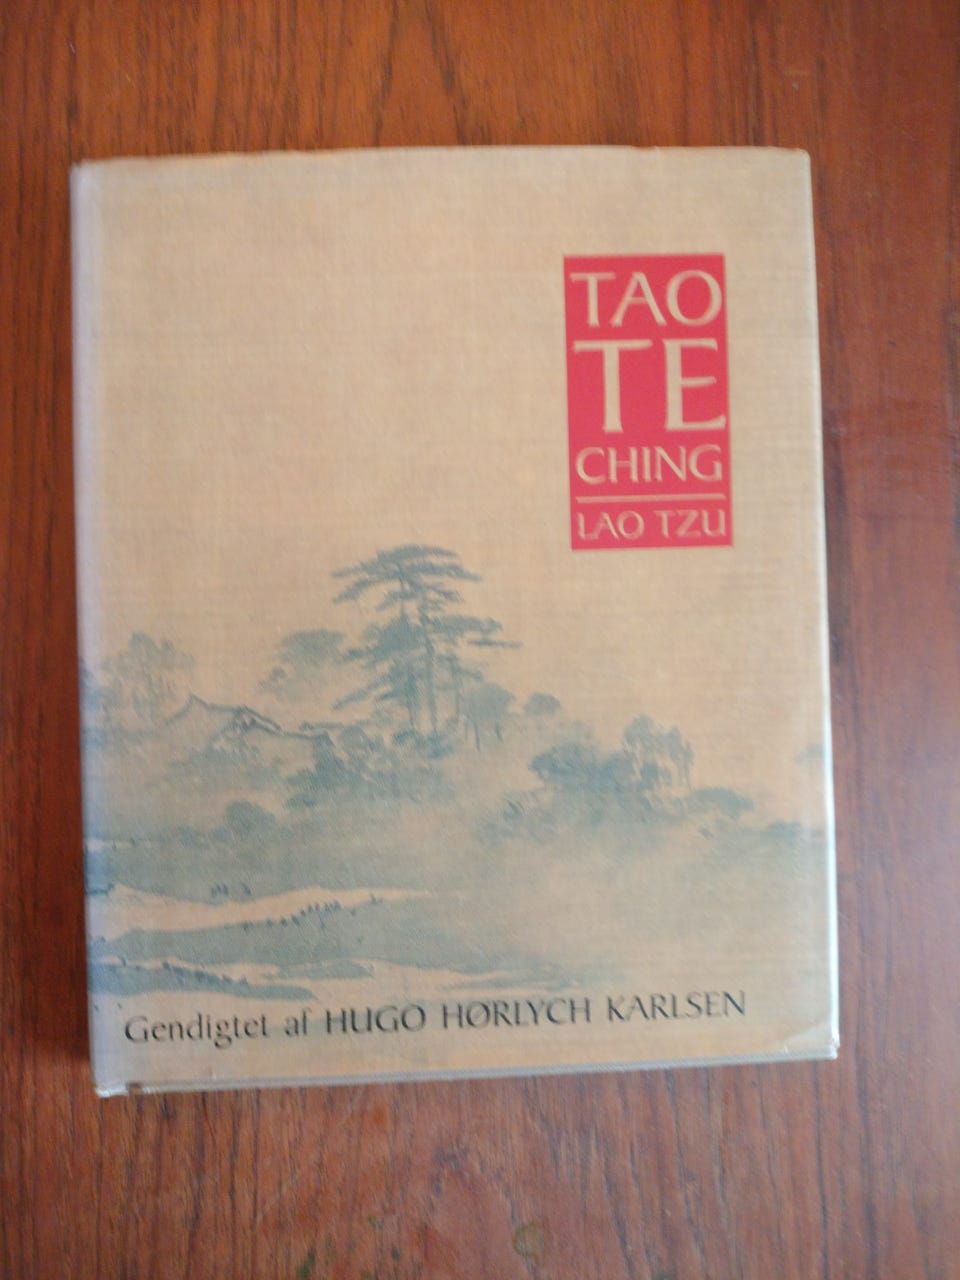 TAO
TE
CHING
LAO TZU
Gendigtet af HUGO HØRLYCH KARLSEN